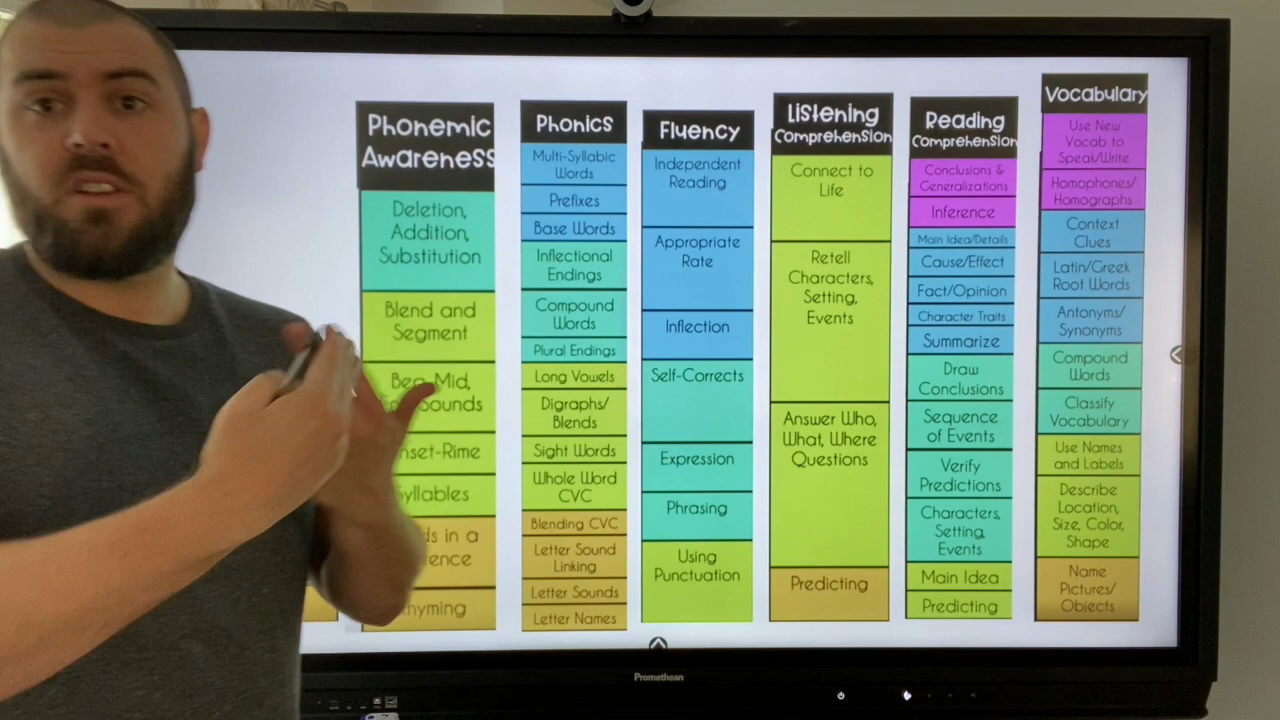 Phonemic
Awareness
Deletion,
Addition,
Substitution
Blend and
Segment
Mid,
Sounds
Syllables
in a
Rhyming
Phonics
Multi-Syllabic
Words
Prefixes
Base Words
Inflectional
Endings
Compound
Words
Plural Endings
Long Vowels
Digraphs/
Blends
Sight Words
Whole Word
CVC
Blending CVC
Letter Sound
Linking
Letter Sounds
Letter Names
Fluency
Independent
Reading
Appropriate
Rate
Inflection
Self-Corrects
Expression
Phrasing
Using
Punctuation
Listening
Comprehension
Connect to
Life
Retell
Characters,
Setting,
Events
Answer Who,
What, Where
Questions
Predicting
Reading
Comprehension
Conclusions &
Generalizations
Inference
Main Idea/Details
Cause/Effect
Fact/Opinion
Character Traits
Summarize
Draw
Conclusions
Sequence
of Events
Verify
Predictions
Characters,
Setting,
Events
Main Idea
Predicting
Vocabulary
Use New
Vocab to
Speak/Write
Homophones/
Homographs
Context
Clues
Latin/Greek
Root Words
Antonyms/
Synonyms
Compound
Words
Classify
Vocabulary
Use Names
and Labels
Describe
Location,
Size, Color,
Shape
Name
Pictures/
Objects
Promethean